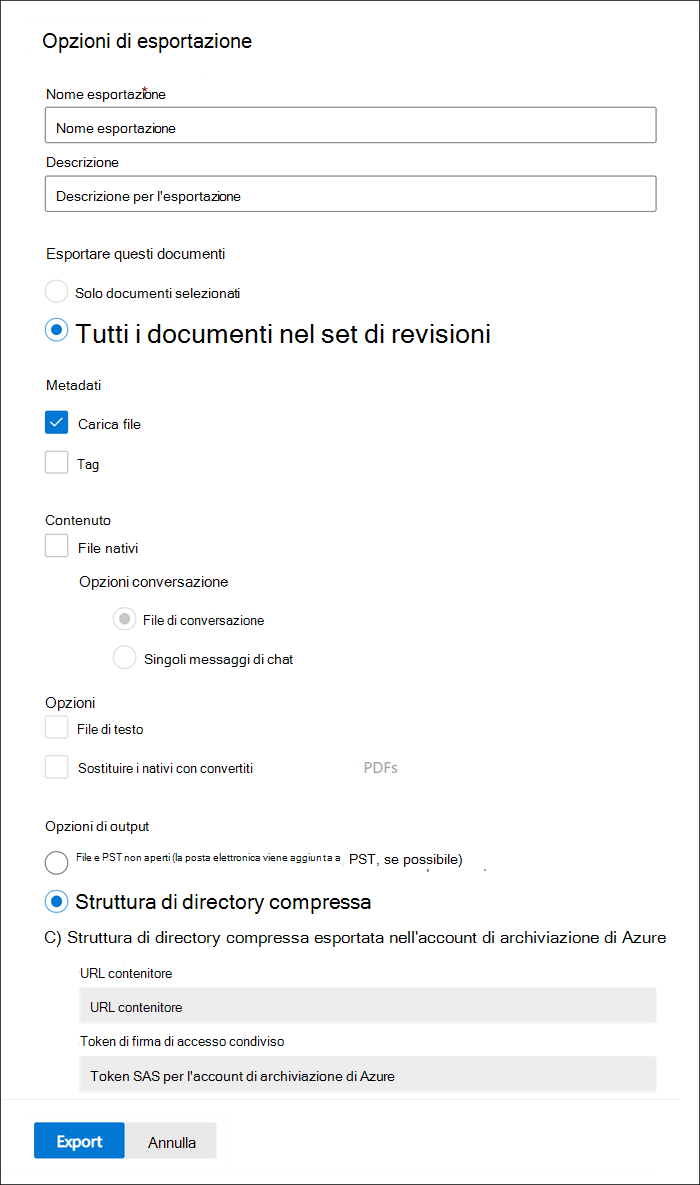 Opzioni di esportazione
Nome esportazione*
Nome esportazione
Descrizione
Descrizione per l'esportazione
Esportare questi documenti
Solo documenti selezionati
Tutti i documenti nel set di revisioni
Metadati
Carica file
Tag
Contenuto
File nativi
Opzioni conversazione
File di conversazione
Singoli messaggi di chat
Opzioni
File di testo
Sostituire i nativi con convertiti PDFs
Opzioni di output
File e PST non aperti (la posta elettronica viene aggiunta a PST, se possibile)
Struttura di directory compressa
C) Struttura di directory compressa esportata nell'account di archiviazione di Azure
URL contenitore
URL contenitore
Token di firma di accesso condiviso
Token SAS per l'account di archiviazione di Azure
Export Annulla